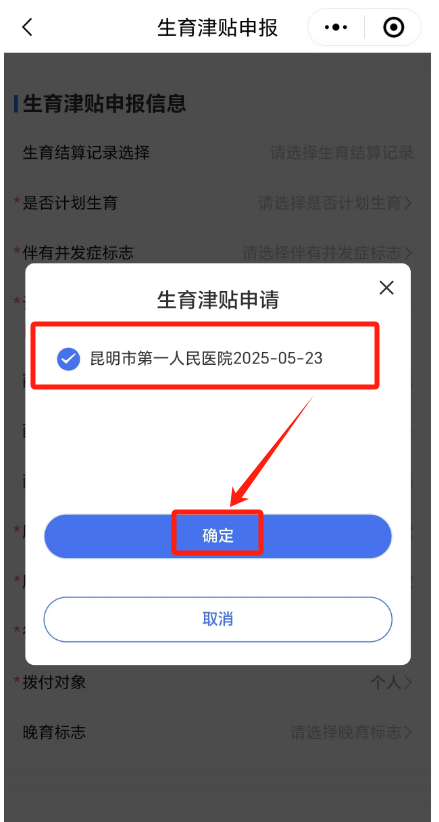 生育津贴申报
生育津贴申报信息
生育结算记录选择 请选择生育结算记录
*是否计划生育 请选择是否计划生育
*伴有并发症标志 请选择伴有并发症标志
生育津贴申请
昆明市第一人民医院2025-05-23
确定
取消
*拨付对象 个人
晚育标志 请选择晚育标志